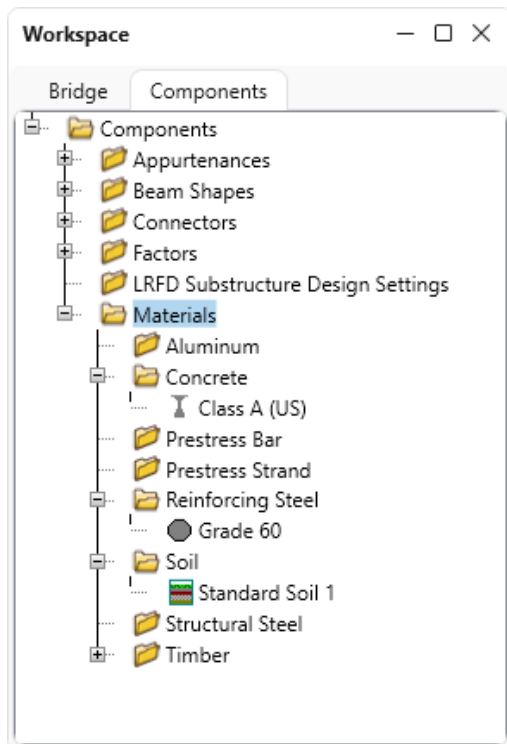 Workspace
Bridge Components
Components
Appurtenances
Beam Shapes
Connectors
Factors
LRFD Substructure Design Settings
Materials
Aluminum
Concrete
Class A (US)
Prestress Bar
Prestress Strand
Reinforcing Steel
Grade 60
Soil
Standard Soil 1
Structural Steel
Timber